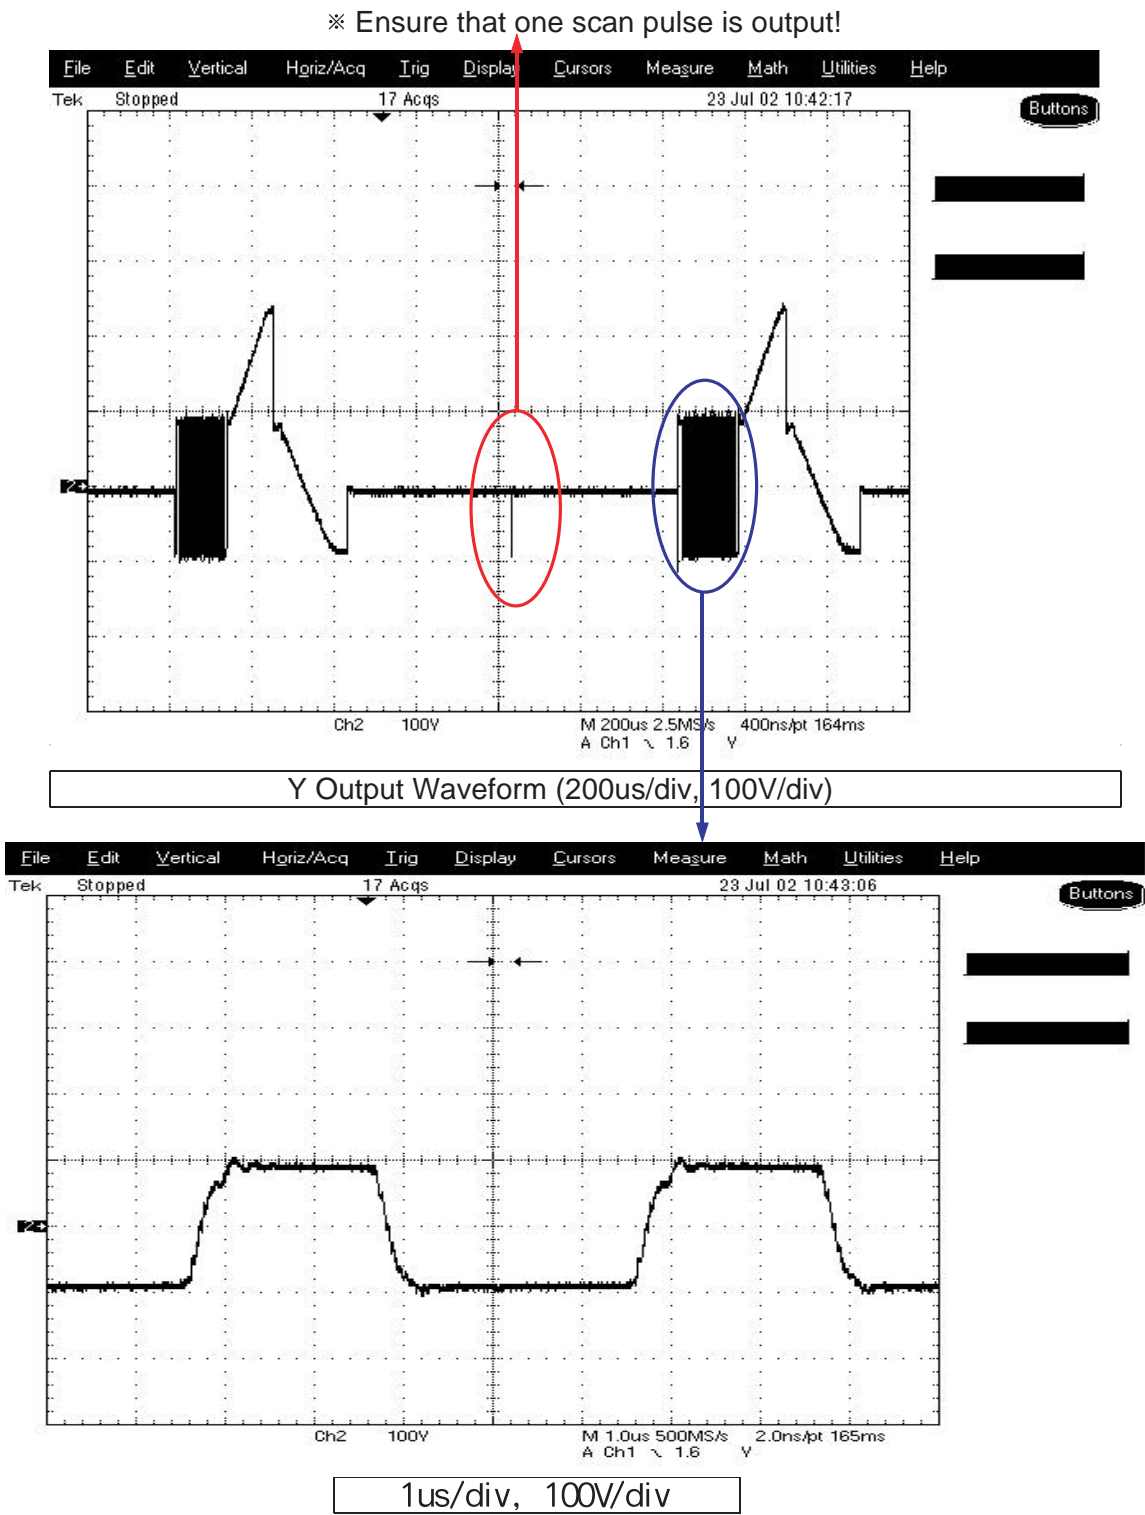 ※ Ensure that one scan pulse is output!
File Edit Vertical Horiz/Acq Trig Display Cursors Measure Math Utilities Help
Tek Stopped 17 Acqs 23 Jul 02 10:42:17
Buttons
2
Ch2 100V M 200us 2.5MS/s 400ns/pt 164ms
A Ch1 1.6 V
Y Output Waveform (200us/div, 100V/div)
File Edit Vertical Horiz/Acq Trig Display Cursors Measure Math Utilities Help
Tek Stopped 17 Acqs 23 Jul 02 10:43:06
Buttons
2
Ch2 100V M 1.0us 500MS/s 2.0ns/pt 165ms
A Ch1 1.6 V
1us/div, 100V/div